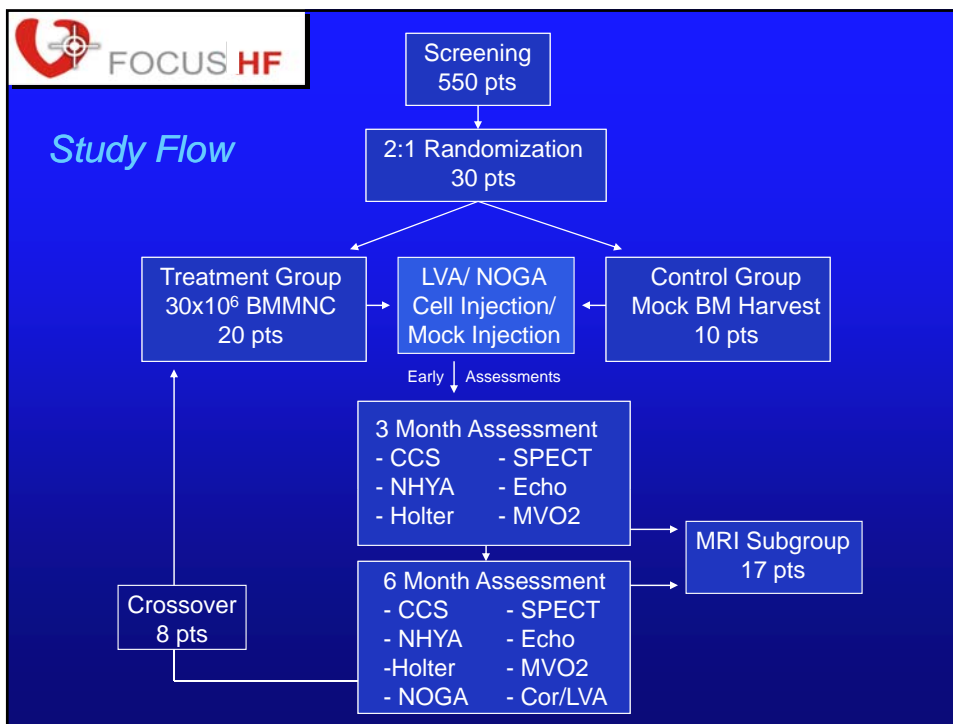 FOCUS HF
Study Flow
Screening
550 pts
2:1 Randomization
30 pts
Treatment Group
30x10⁶ BMMNC
20 pts
LVA/ NOGA
Cell Injection/
Mock Injection
Control Group
Mock BM Harvest
10 pts
Early Assessments
3 Month Assessment
- CCS - SPECT
- NHYA - Echo
- Holter - MVO2
MRI Subgroup
17 pts
6 Month Assessment
- CCS - SPECT
- NHYA - Echo
-Holter - MVO2
- NOGA - Cor/LVA
Crossover
8 pts